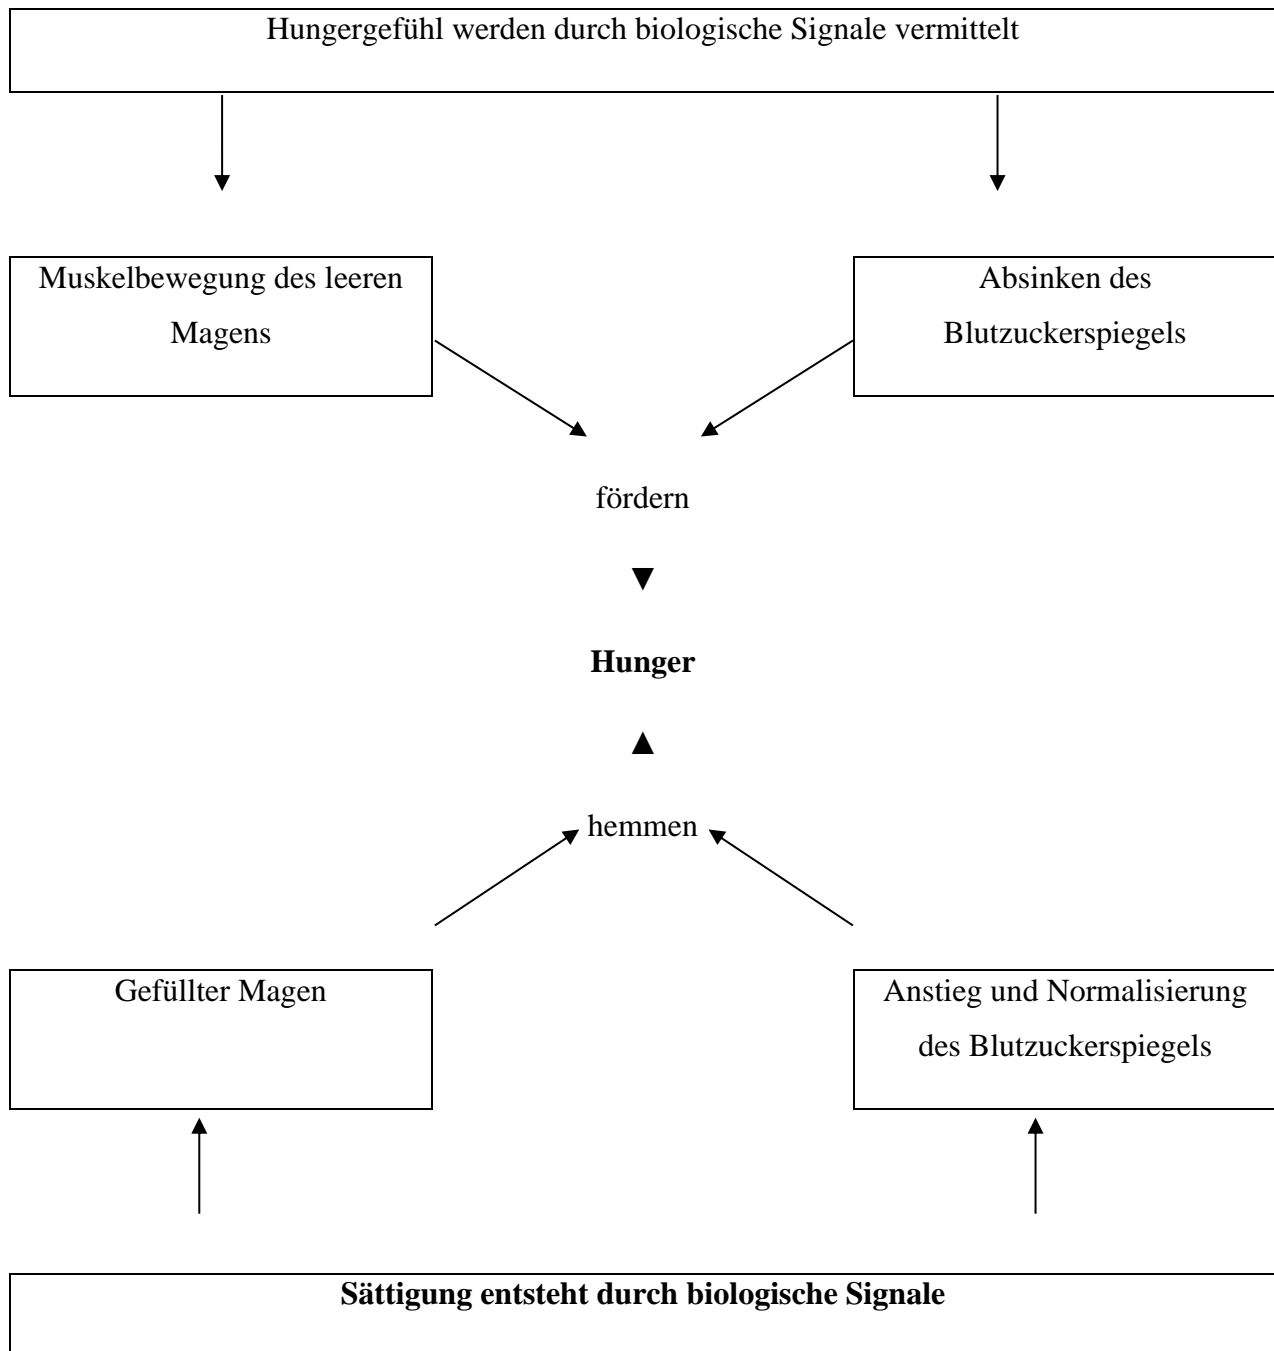 Hungergefühl werden durch biologische Signale vermittelt
Muskelbewegung des leeren
Magens
Absinken des
Blutzuckerspiegels
fördern
Hunger
hemmen
Gefüllter Magen
Anstieg und Normalisierung
des Blutzuckerspiegels
Sättigung entsteht durch biologische Signale